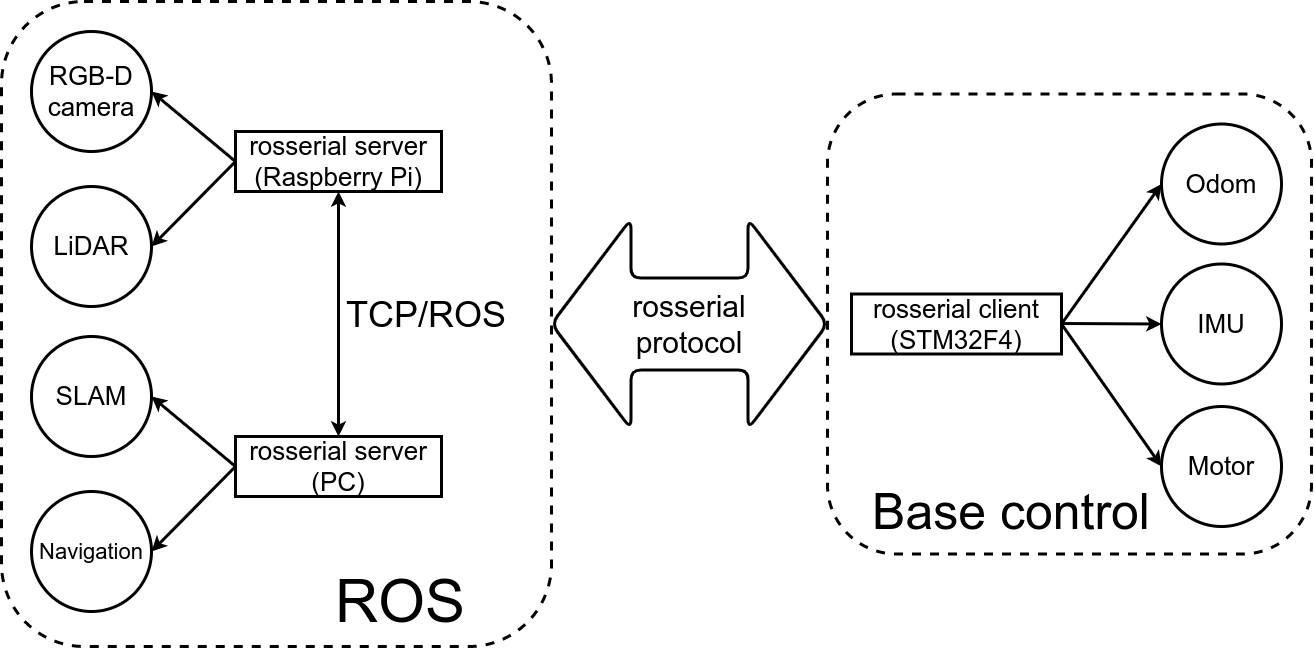 RGB-D
camera
rosserial server
(Raspberry Pi)
LiDAR
TCP/ROS
SLAM
rosserial server
(PC)
Navigation
ROS
rosserial
protocol
rosserial client
(STM32F4)
Odom
IMU
Motor
Base control